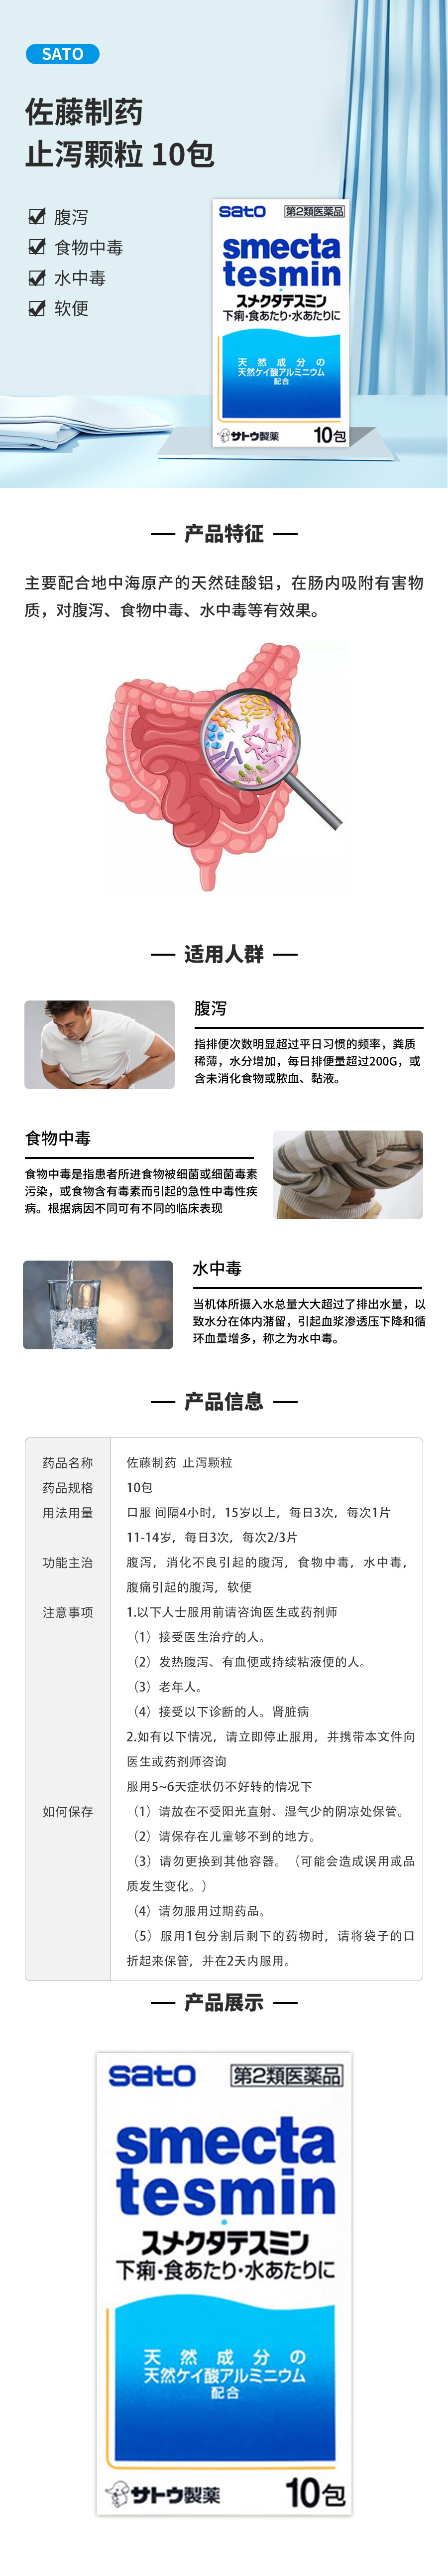 SATO
佐藤制药
止泻颗粒 10包
腹泻
食物中毒
水中毒
软便
sato 第2類医薬品
smecta
tesmin
スメクタテスミン
下痢・食あたり・水あたりに
天然成分の
天然ケイ酸アルミニウム
配合
サトウ製薬 10包
产品特征
主要配合地中海原产的天然硅酸铝，在肠内吸附有害物
质，对腹泻、食物中毒、水中毒等有效果。
适用人群
腹泻
指排便次数明显超过平日习惯的频率，粪质
稀薄，水分增加，每日排便量超过200G，或
含未消化食物或脓血、黏液。
食物中毒
食物中毒是指患者所进食物被细菌或细菌毒素
污染，或食物含有毒素而引起的急性中毒性疾
病。根据病因不同可有不同的临床表现
水中毒
当机体所摄入水总量大大超过了排出水量，以
致水分在体内潴留，引起血浆渗透压下降和循
环血量增多，称之为水中毒。
产品信息
药品名称 佐藤制药 止泻颗粒
药品规格 10包
用法用量 口服 间隔4小时，15岁以上，每日3次，每次1片
11-14岁，每日3次，每次2/3片
功能主治 腹泻，消化不良引起的腹泻，食物中毒，水中毒，
腹痛引起的腹泻，软便
注意事项 1.以下人士服用前请咨询医生或药剂师
（1）接受医生治疗的人。
（2）发热腹泻、有血便或持续粘液便的人。
（3）老年人。
（4）接受以下诊断的人。肾脏病
2.如有以下情况，请立即停止服用，并携带本文件向
医生或药剂师咨询
服用5~6天症状仍不好转的情况下
如何保存 （1）请放在不受阳光直射、湿气少的阴凉处保管。
（2）请保存在儿童够不到的地方。
（3）请勿更换到其他容器。（可能会造成误用或品
质发生变化。）
（4）请勿服用过期药品。
（5）服用1包分割后剩下的药物时，请将袋子的口
折起来保管，并在2天内服用。
产品展示
sato 第2類医薬品
smecta
tesmin
スメクタテスミン
下痢・食あたり・水あたりに
天然成分の
天然ケイ酸アルミニウム
配合
サトウ製薬 10包